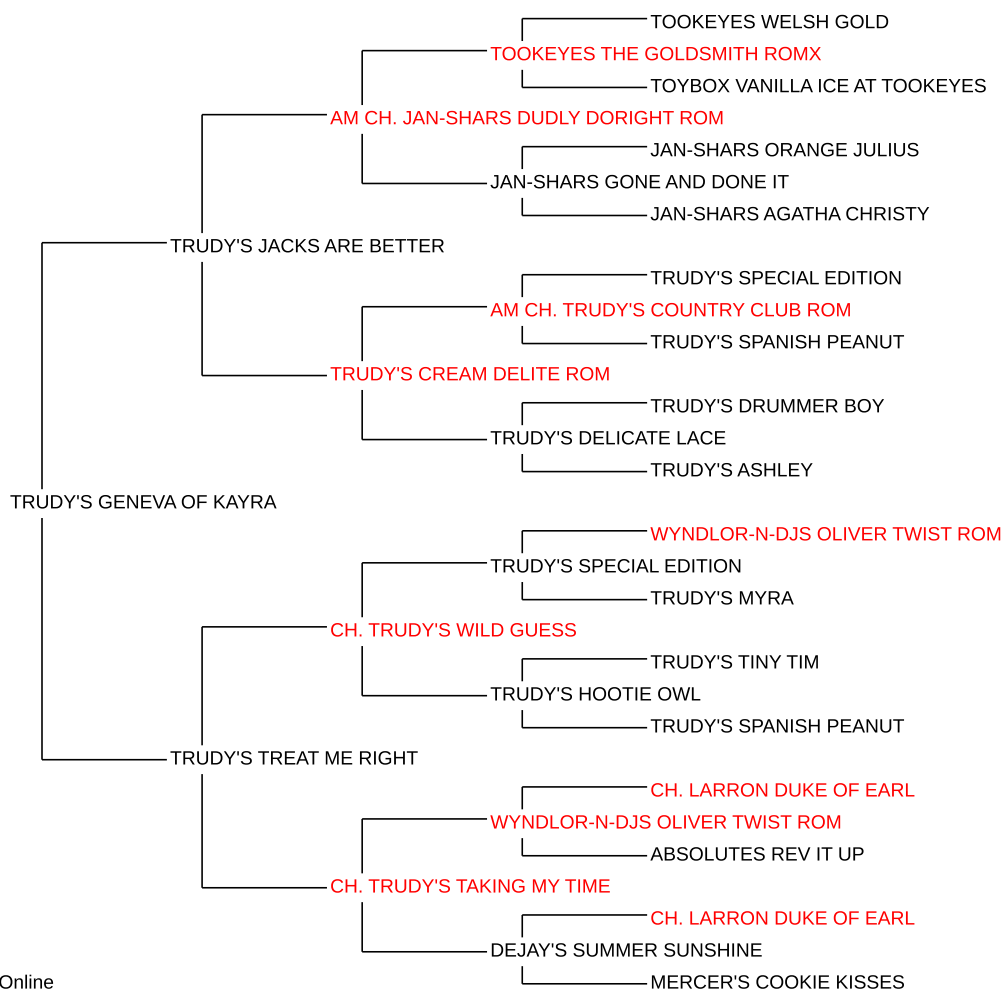 TOOKEYES WELSH GOLD
TOOKEYES THE GOLDSMITH ROMX
TOYBOX VANILLA ICE AT TOOKEYES
AM CH. JAN-SHARS DUDLY DORIGHT ROM
JAN-SHARS ORANGE JULIUS
JAN-SHARS GONE AND DONE IT
JAN-SHARS AGATHA CHRISTY
TRUDY'S JACKS ARE BETTER
TRUDY'S SPECIAL EDITION
AM CH. TRUDY'S COUNTRY CLUB ROM
TRUDY'S SPANISH PEANUT
TRUDY'S CREAM DELITE ROM
TRUDY'S DRUMMER BOY
TRUDY'S DELICATE LACE
TRUDY'S ASHLEY
TRUDY'S GENEVA OF KAYRA
WYNDLOR-N-DJS OLIVER TWIST ROM
TRUDY'S SPECIAL EDITION
TRUDY'S MYRA
CH. TRUDY'S WILD GUESS
TRUDY'S TINY TIM
TRUDY'S HOOTIE OWL
TRUDY'S SPANISH PEANUT
TRUDY'S TREAT ME RIGHT
CH. LARRON DUKE OF EARL
WYNDLOR-N-DJS OLIVER TWIST ROM
ABSOLUTES REV IT UP
CH. TRUDY'S TAKING MY TIME
CH. LARRON DUKE OF EARL
DEJAY'S SUMMER SUNSHINE
MERCER'S COOKIE KISSES
Online